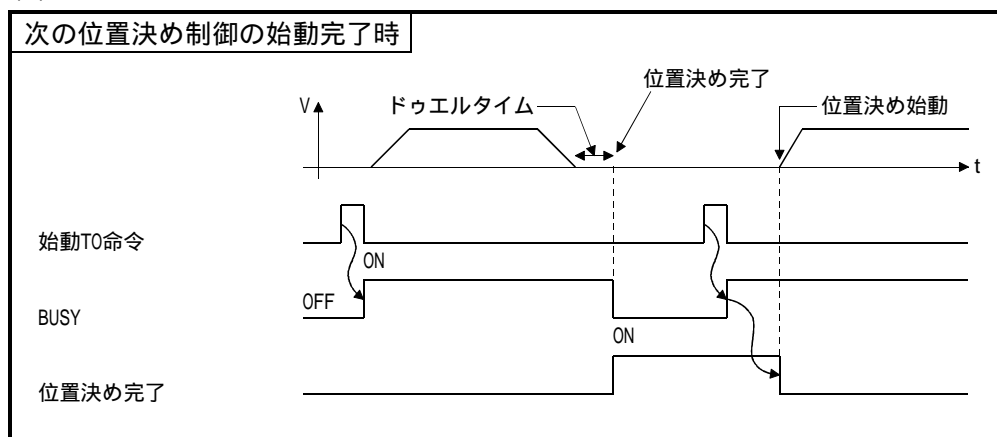 次の位置決め制御の始動完了時
位置決め完了
V
ドゥエルタイム
位置決め始動
t
始動TO命令
ON
OFF
BUSY
ON
位置決め完了